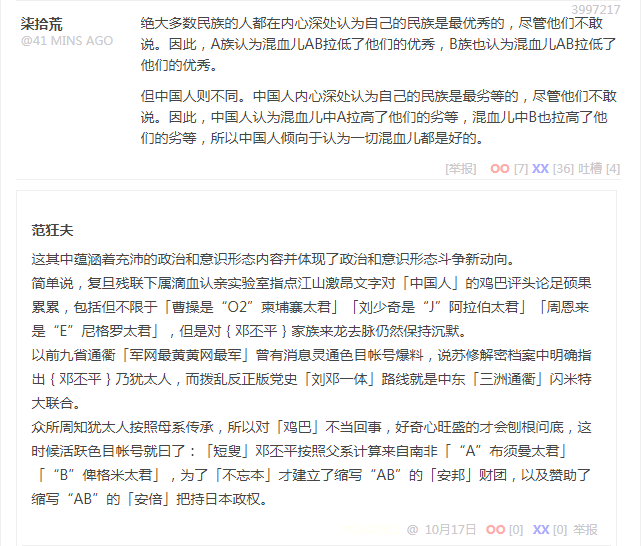 3997217
柒拾荒
@41 MINS AGO
绝大多数民族的人都在内心深处认为自己的民族是最优秀的，尽管他们不敢
说。因此，A族认为混血儿AB拉低了他们的优秀，B族也认为混血儿AB拉低了
他们的优秀。
但中国人则不同。中国人内心深处认为自己的民族是最劣等的，尽管他们不敢
说。因此，中国人认为混血儿中A拉高了他们的劣等，混血儿中B也拉高了他
们的劣等，所以中国人倾向于认为一切混血儿都是好的。
[举报] OO [7] XX [36] 吐槽 [4]
范狂夫
这其中蕴涵着充沛的政治和意识形态内容并体现了政治和意识形态斗争新动向。
简单说，复旦残联下属滴血认亲实验室指点江山激昂文字对「中国人」的鸡巴评头论足硕果
累累，包括但不限于「曹操是“O2”柬埔寨太君」「刘少奇是“J”阿拉伯太君」「周恩来
是“E”尼格罗太君」，但是对｛邓丕平｝家族来龙去脉仍然保持沉默。
以前九省通衢「军网最黄黄网最军」曾有消息灵通色目帐号爆料，说苏修解密档案中明确指
出｛邓丕平｝乃犹太人，而拨乱反正版党史「刘邓一体」路线就是中东「三洲通衢」闪米特
大联合。
众所周知犹太人按照母系传承，所以对「鸡巴」不当回事，好奇心旺盛的才会刨根问底，这
时候活跃色目帐号就曰了：「短叟」邓丕平按照父系计算来自南非「“A”布须曼太君」
「“B”俾格米太君」，为了「不忘本」才建立了缩写“AB”的「安邦」财团，以及赞助了
缩写“AB”的「安倍」把持日本政权。
@ 10月17日 OO [0] XX [0] 举报